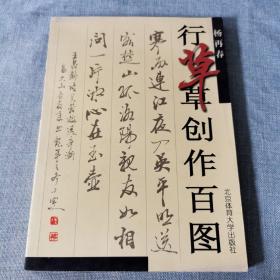 杨再春
行草创作百图
北京体育大学出版社
寒雨连江夜入吴平明送
客楚山孤洛陽親友如相
问一片冰心在玉壶